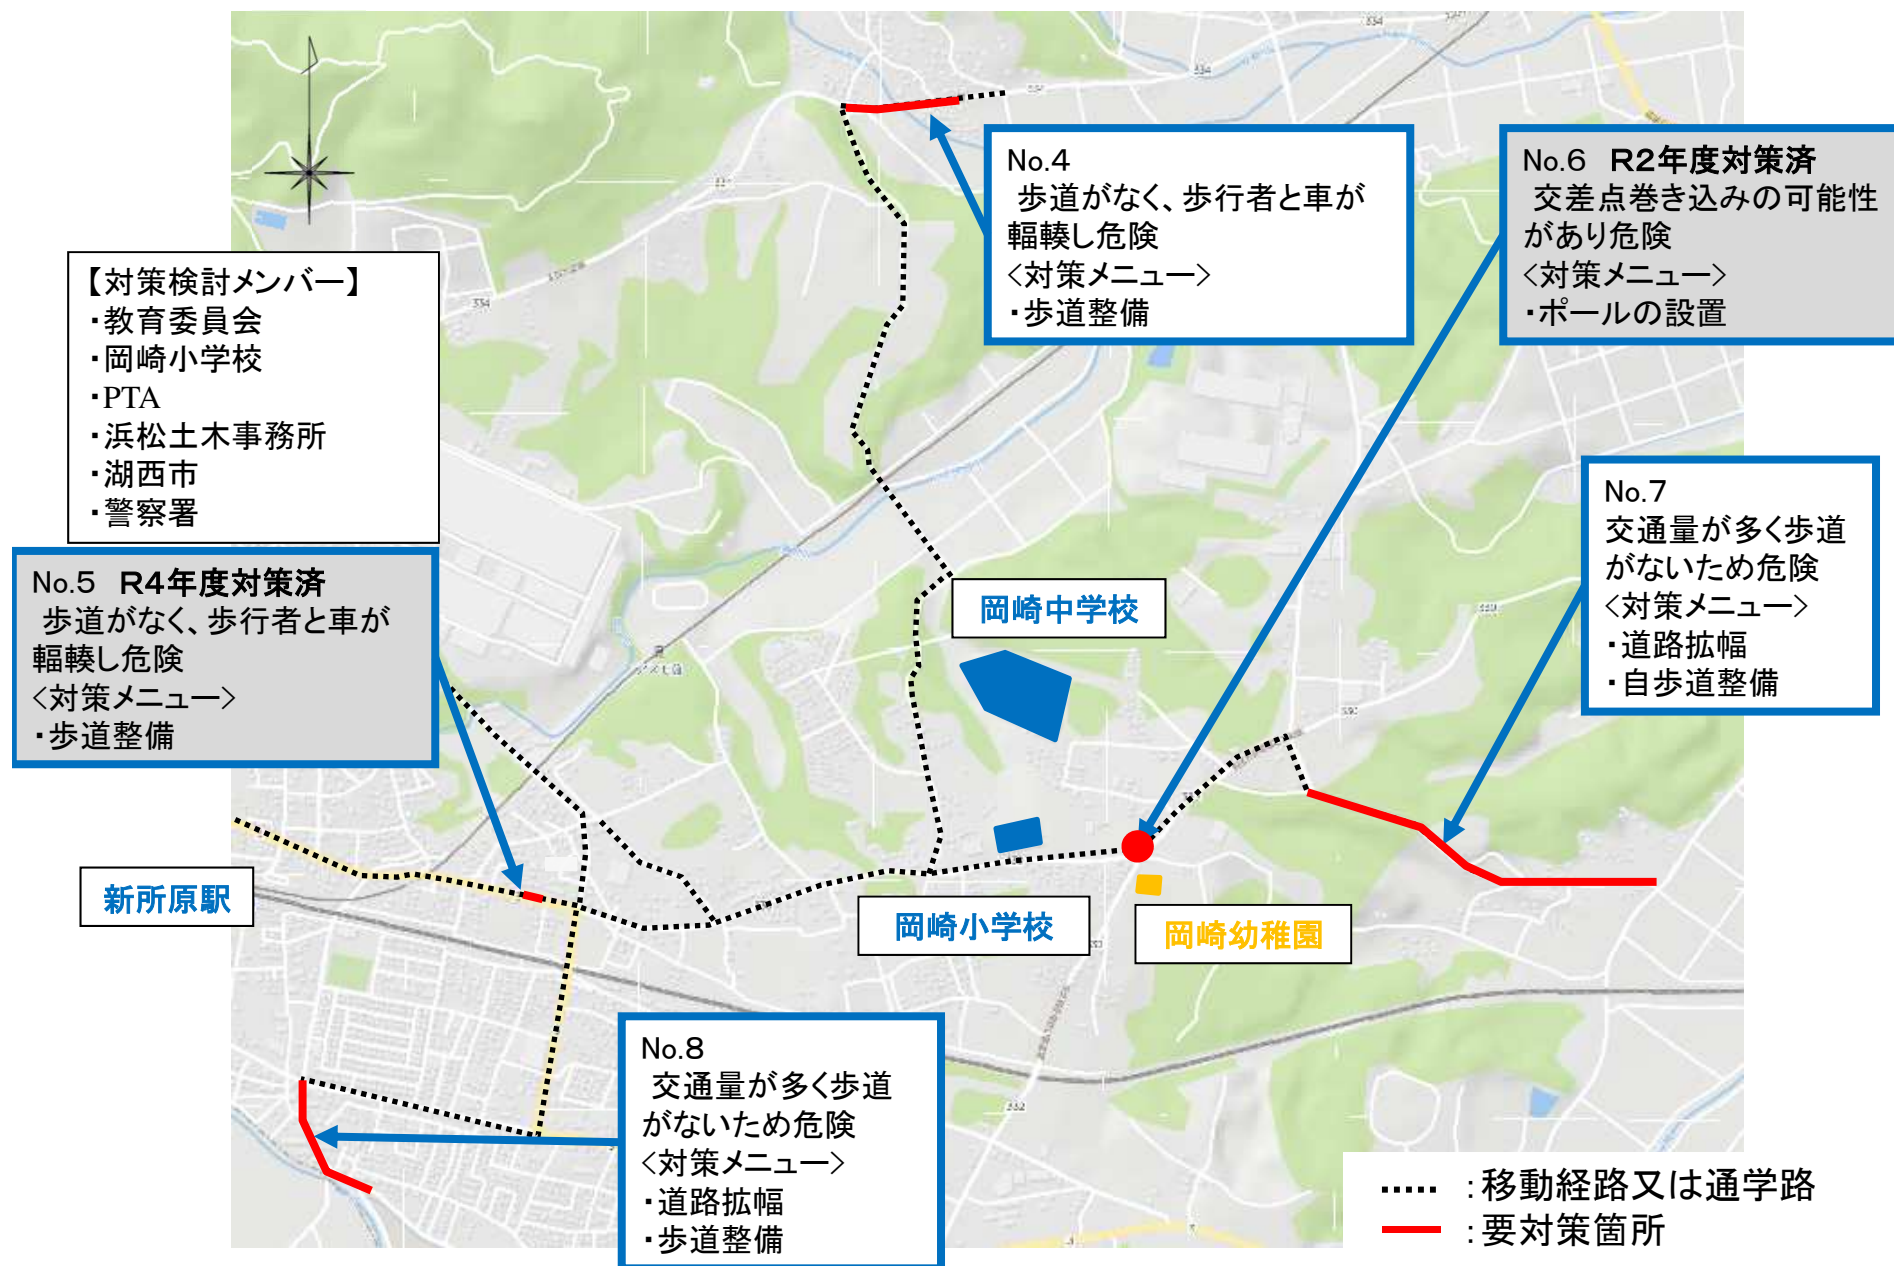 No.4
歩道がなく、歩行者と車が
輻輳し危険
<対策メニュー>
・歩道整備
No.6 R2年度対策済
交差点巻き込みの可能性
があり危険
<対策メニュー>
・ポールの設置
【対策検討メンバー】
・教育委員会
・岡崎小学校
・PTA
・浜松土木事務所
・湖西市
・警察署
No.7
交通量が多く歩道
がないため危険
<対策メニュー>
・道路拡幅
・自歩道整備
No.5 R4年度対策済
歩道がなく、歩行者と車が
輻輳し危険
<対策メニュー>
・歩道整備
岡崎中学校
新所原駅
岡崎小学校
岡崎幼稚園
No.8
交通量が多く歩道
がないため危険
<対策メニュー>
・道路拡幅
・歩道整備
:移動経路又は通学路
:要対策箇所
334
334
334
332